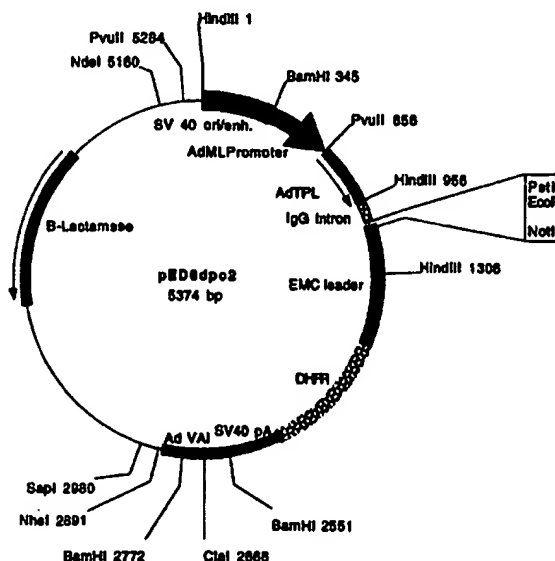 HindIII 1
PvuII 5284
NdeI 5160
BamHI 345
SV 40 ori/enh.
PvuII 656
AdMLPromoter
HindIII 956
PstI
AdTPL
EcoR
IgG Intron
NotI
B-Lactamase
pED6dpc2
5374 bp
EMC leader
HindIII 1306
DHFR
SV40 pA
Ad VAI
SapI 2980
NheI 2891
BamHI 2551
BamHI 2772
ClaI 2668